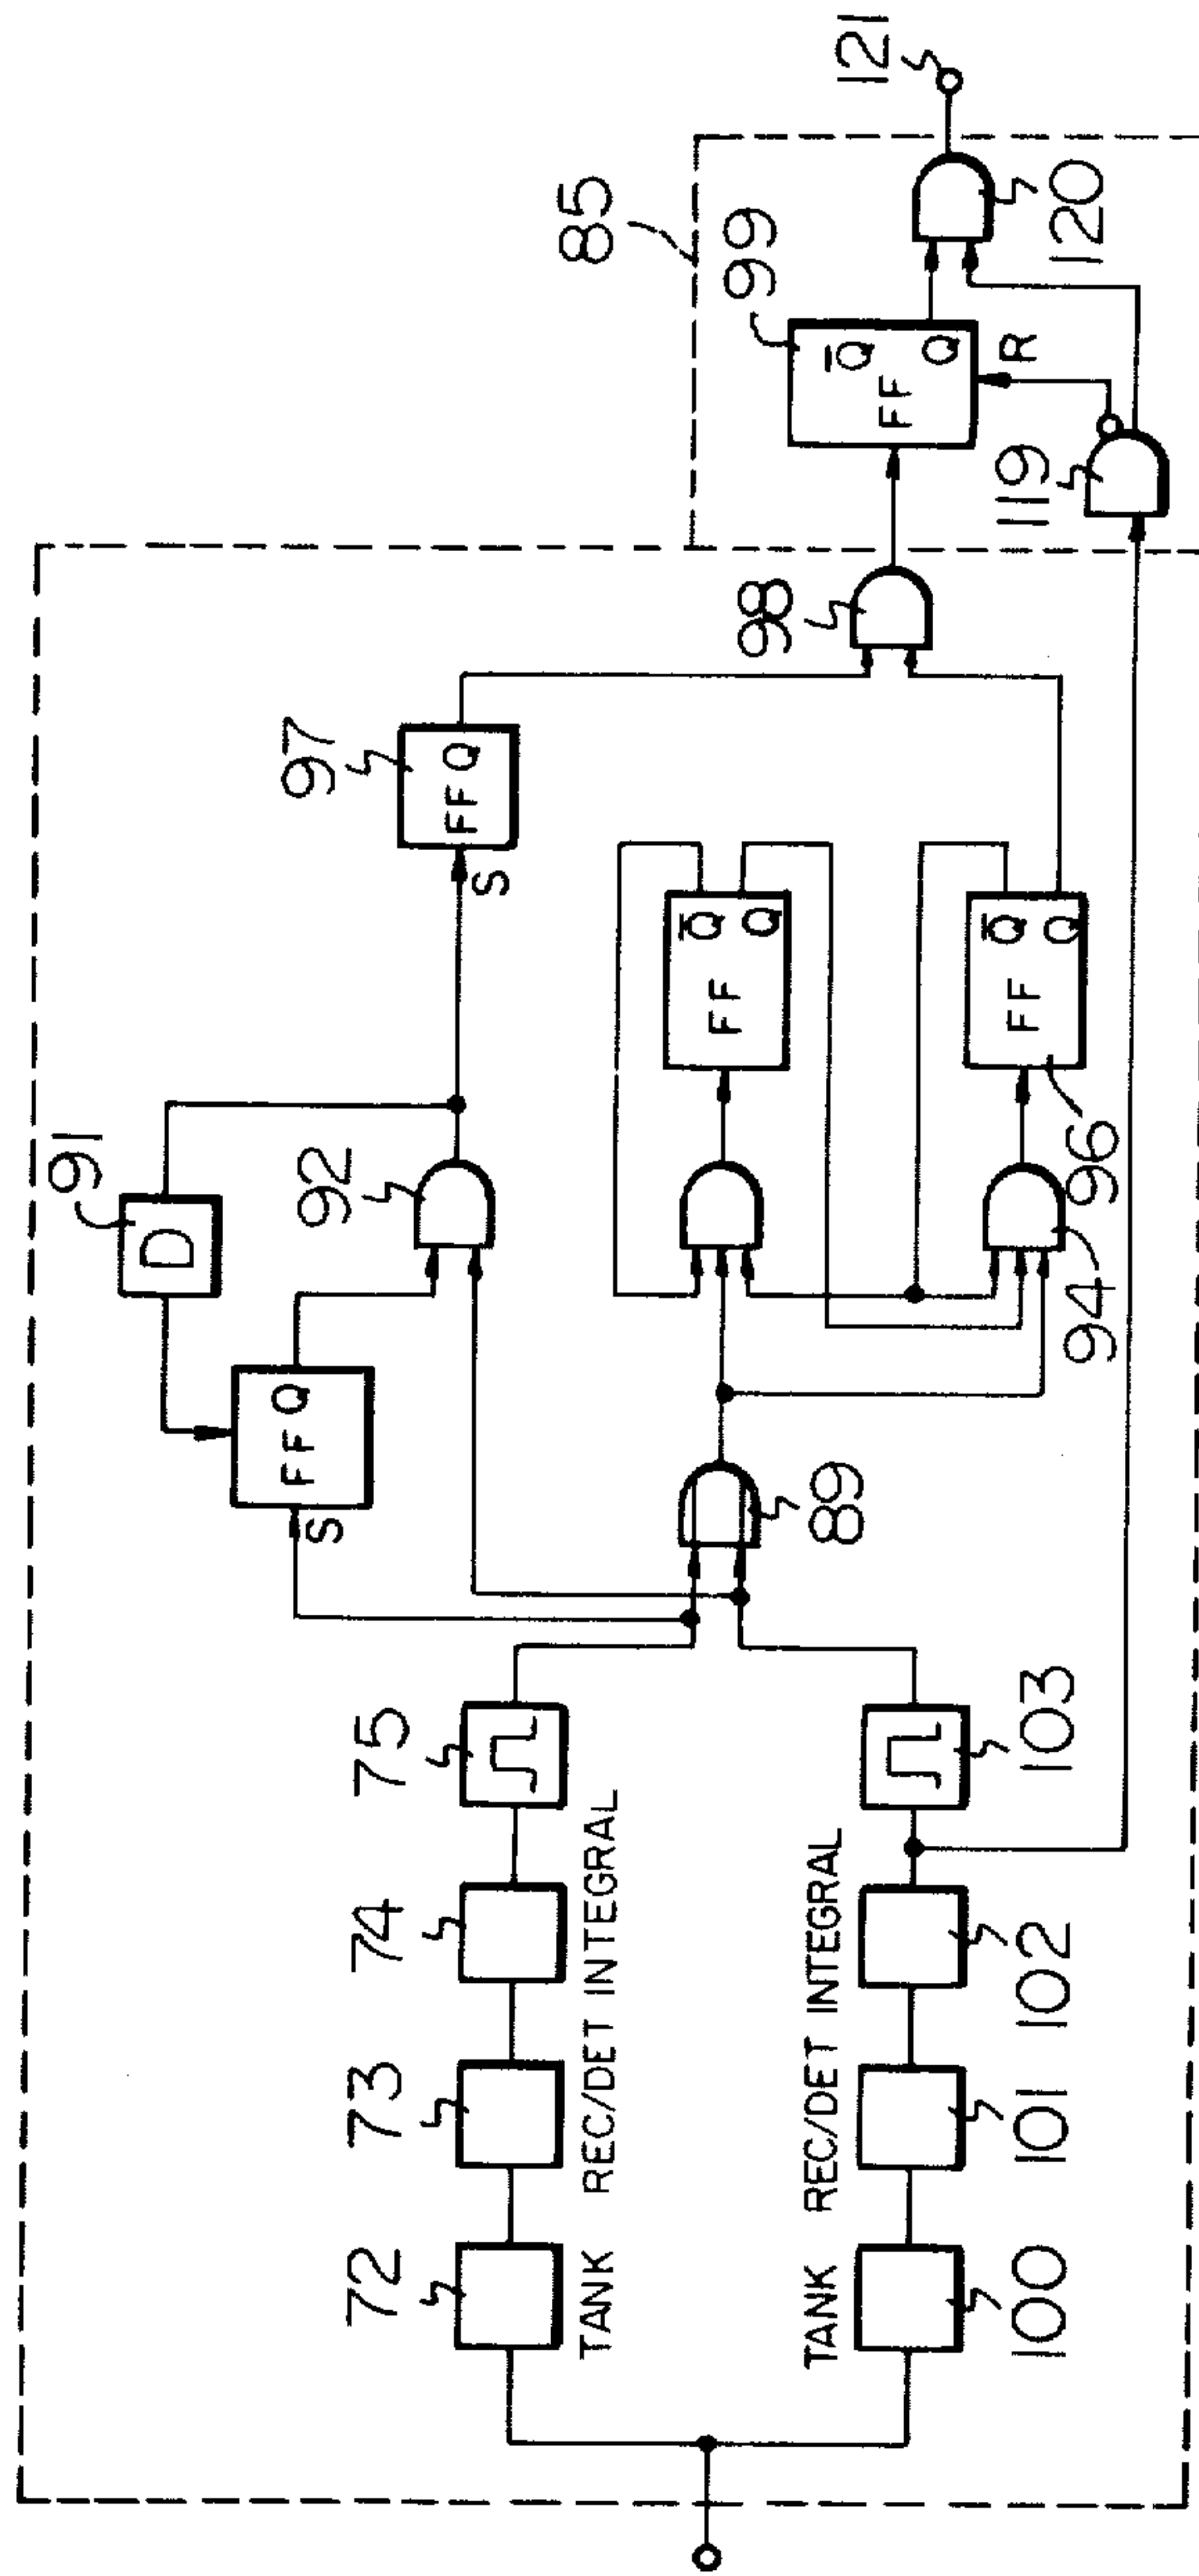 91
D
FF Q
S
92
97
FF Q
S
72
73
74
75
TANK REC/DET INTEGRAL
89
FF
Q̅
Q
98
85
99
Q̅
FF
Q
R
121
120
119
TANK REC/DET INTEGRAL
100
101
102
103
94
96
FF
Q̅
Q